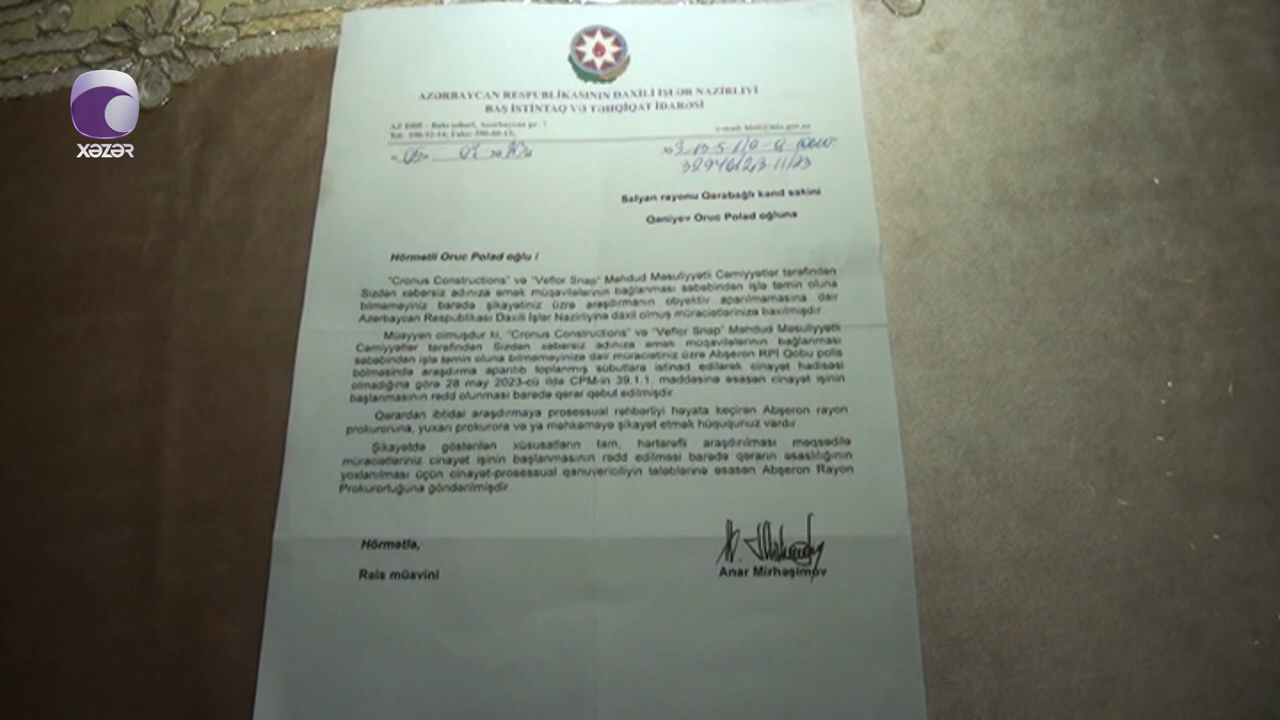 XƏZƏR
AZƏRBAYCAN RESPUBLİKASININ DAXİLİ İŞLƏR NAZİRLİYİ
BAŞ İSTİNTAQ VƏ TƏHQİQAT İDARƏSİ
AZ 1005 – Bakı şəhəri, Azərbaycan pr. 7
Salyan rayonu Qarabağlı kənd sakini
Qəniyev Oruc Polad oğluna
Hörmətli Oruc Polad oğlu !
"Cronus Constructions" və "Veflor Snap" Məhdud Məsuliyyətli Cəmiyyətlər tərəfindən
Sizdən xəbərsiz adınıza əmək müqavilələrinin bağlanması səbəbindən işlə təmin oluna
bilməməyiniz barədə şikayətiniz üzrə araşdırmanın obyektiv aparılmamasına dair
Azərbaycan Respublikası Daxili İşlər Nazirliyinə daxil olmuş müraciətlərinizə baxılmışdır.
Müəyyən olmuşdur ki, "Cronus Constructions" və "Veflor Snap" Məhdud Məsuliyyətli
Cəmiyyətlər tərəfindən Sizdən xəbərsiz adınıza əmək müqavilələrinin bağlanması
səbəbindən işlə təmin oluna bilməməyinizə dair müraciətiniz üzrə Abşeron RPİ Qobu polis
bölməsində araşdırma aparılıb toplanmış sübutlara istinad edilərək cinayət hadisəsi
olmadığına görə 28 may 2023-cü ildə CPM-in 39.1.1. maddəsinə əsasən cinayət işinin
başlanmasının rədd olunması barədə qərar qəbul edilmişdir.
Qərardan ibtidai araşdırmaya prosessual rəhbərliyi həyata keçirən Abşeron rayon
prokuroruna, yuxarı prokurora və ya məhkəməyə şikayət etmək hüququnuz vardır.
Şikayətdə göstərilən xüsusatların tam, hərtərəfli araşdırılması məqsədilə
müraciətləriniz cinayət işinin başlanmasının rədd edilməsi barədə qərarın əsaslılığının
yoxlanılması üçün cinayət-prosessual qanuvericiliyin tələblərinə əsasən Abşeron Rayon
Prokurorluğuna göndərilmişdir.
Hörmətlə,
Rəis müavini
Anar Mirhəşimov